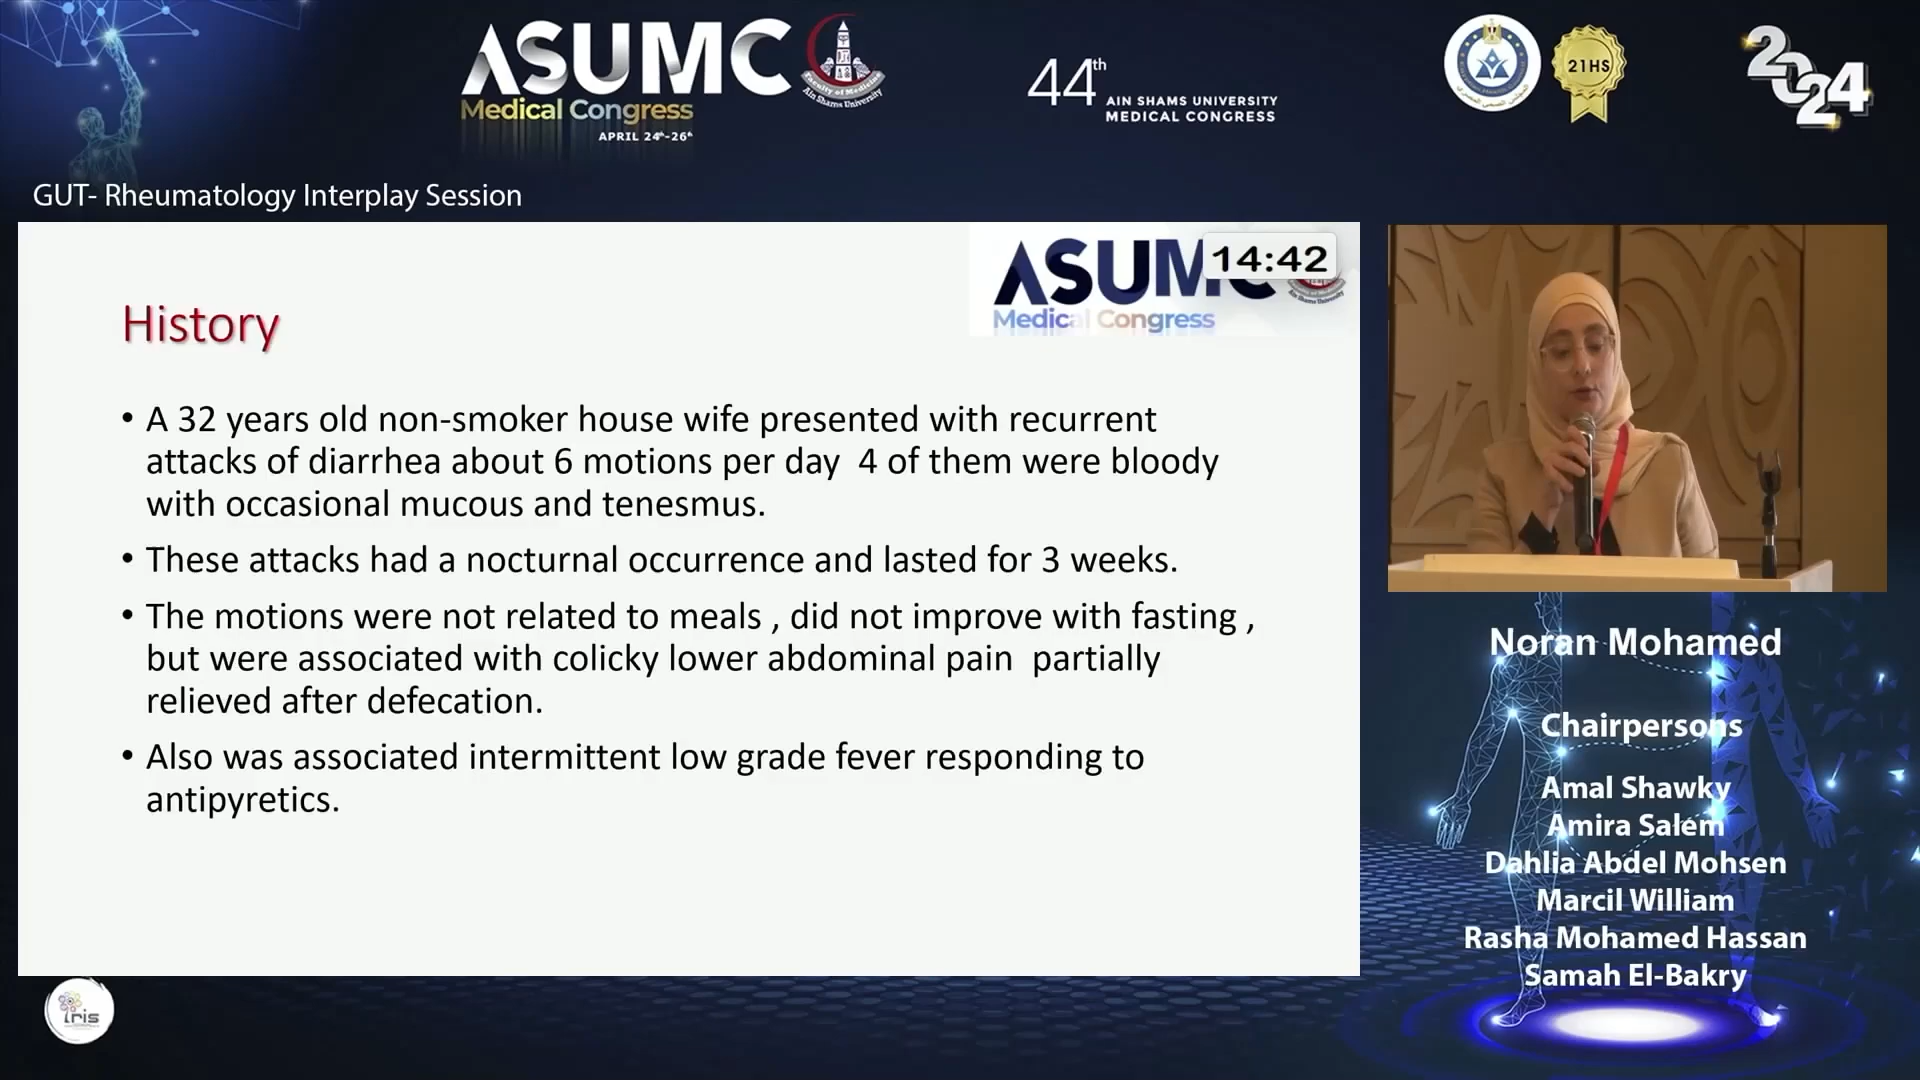 ASUMC
Medical Congress
APRIL 24th-26th
Faculty of Medicine
Ain Shams University
44th
AIN SHAMS UNIVERSITY
MEDICAL CONGRESS
21HS
2024
GUT- Rheumatology Interplay Session
ASUMC
14:42
Medical Congress
History
• A 32 years old non-smoker house wife presented with recurrent
attacks of diarrhea about 6 motions per day 4 of them were bloody
with occasional mucous and tenesmus.
• These attacks had a nocturnal occurrence and lasted for 3 weeks.
• The motions were not related to meals , did not improve with fasting ,
but were associated with colicky lower abdominal pain partially
relieved after defecation.
• Also was associated intermittent low grade fever responding to
antipyretics.
Noran Mohamed
Chairpersons
Amal Shawky
Amira Salem
Dahlia Abdel Mohsen
Marcil William
Rasha Mohamed Hassan
Samah El-Bakry
iris